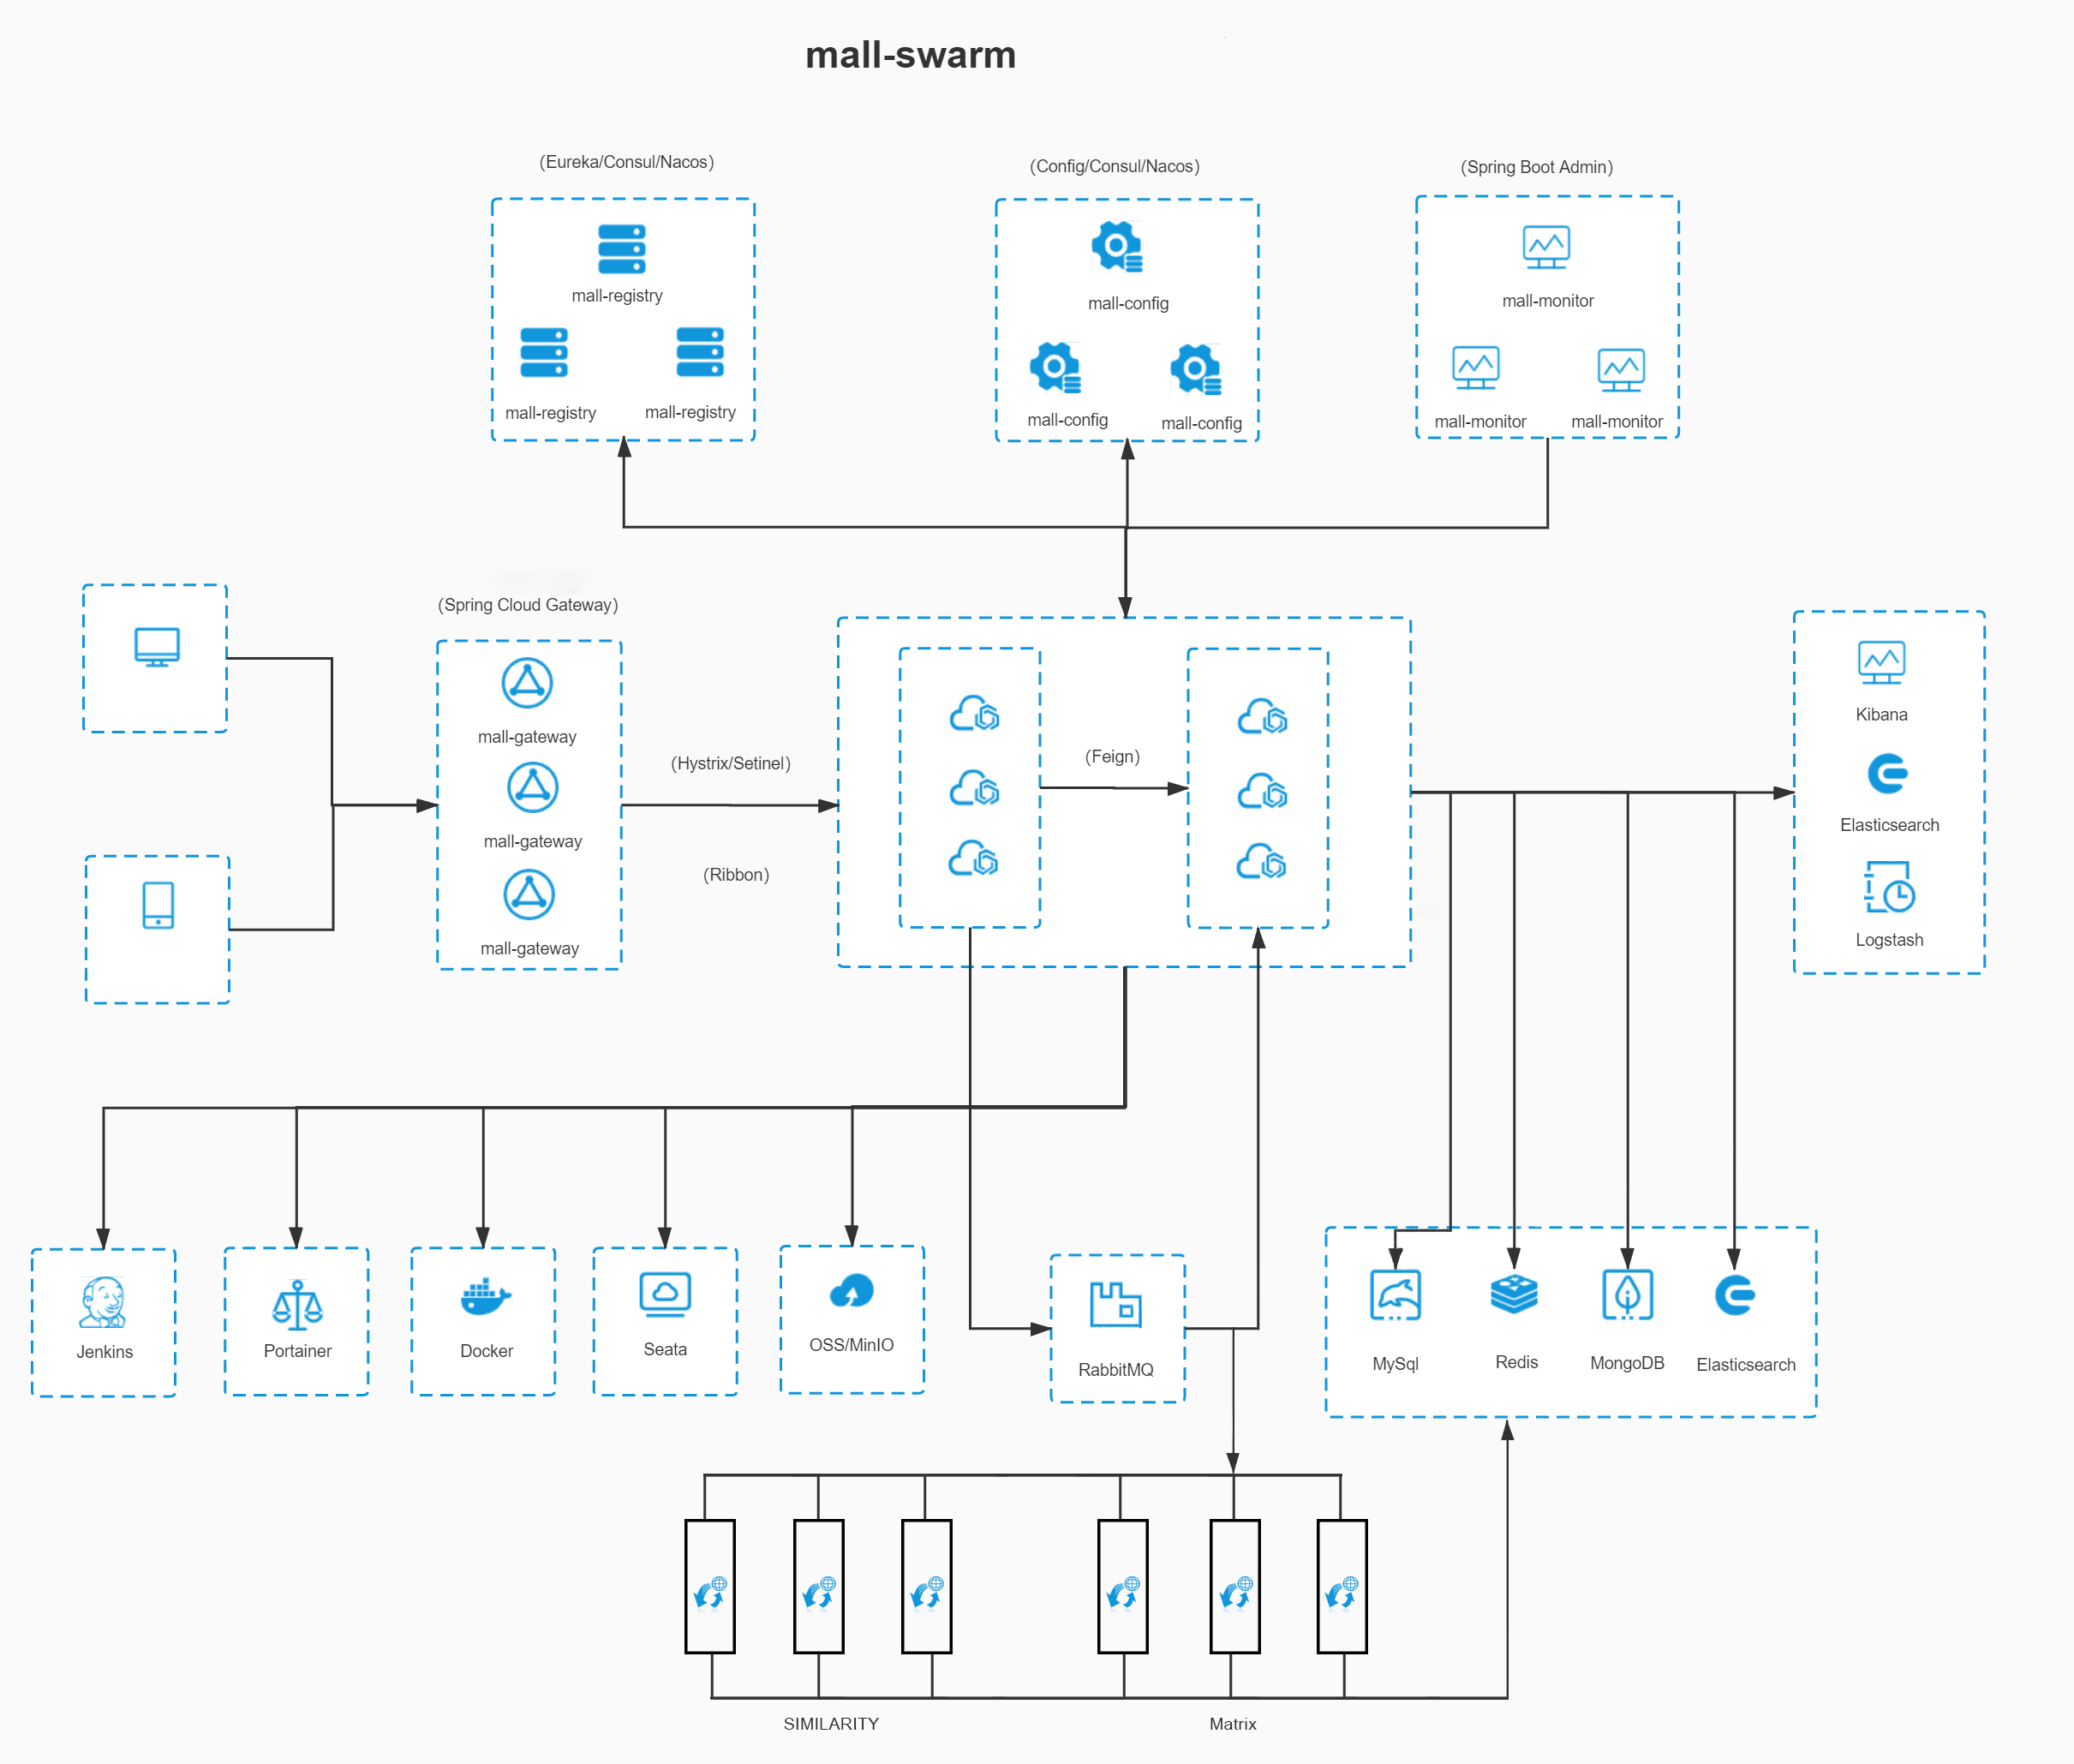 mall-swarm
(Eureka/Consul/Nacos)
(Config/Consul/Nacos)
(Spring Boot Admin)
mall-registry
mall-registry
mall-registry
mall-config
mall-config
mall-config
mall-monitor
mall-monitor
mall-monitor
(Spring Cloud Gateway)
mall-gateway
mall-gateway
mall-gateway
(Hystrix/Setinel)
(Ribbon)
(Feign)
Kibana
Elasticsearch
Logstash
Jenkins
Portainer
Docker
Seata
OSS/MinIO
RabbitMQ
MySql
Redis
MongoDB
Elasticsearch
SIMILARITY
Matrix